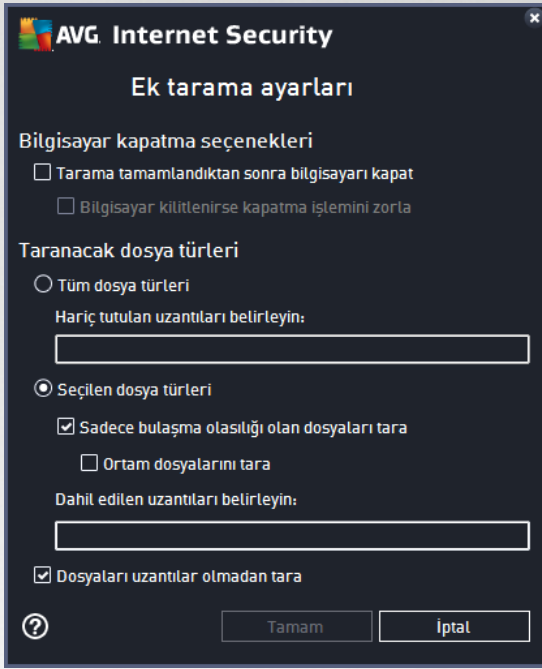 AVG. Internet Security
Ek tarama ayarları
Bilgisayar kapatma seçenekleri
Tarama tamamlandıktan sonra bilgisayarı kapat
Bilgisayar kilitlenirse kapatma işlemini zorla
Taranacak dosya türleri
Tüm dosya türleri
Hariç tutulan uzantıları belirleyin:
Seçilen dosya türleri
Sadece bulaşma olasılığı olan dosyaları tara
Ortam dosyalarını tara
Dahil edilen uzantıları belirleyin:
Dosyaları uzantılar olmadan tara
? Tamam İptal